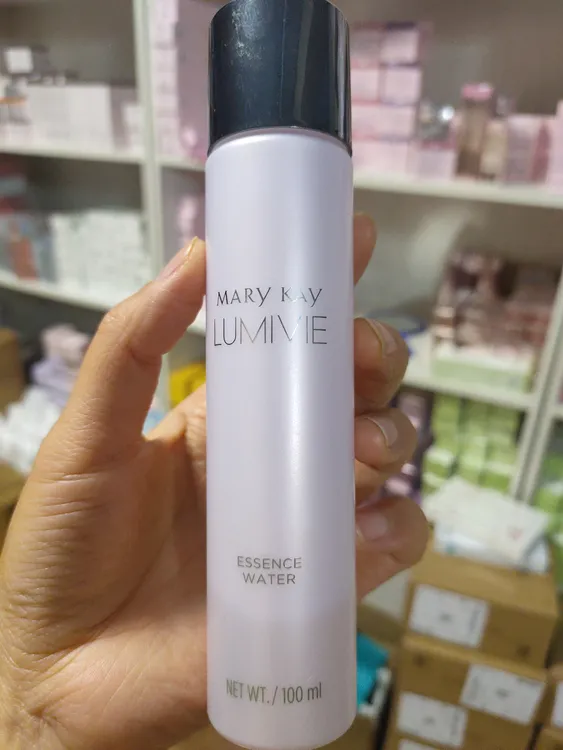 MARY KAY
LUMIVIE
ESSENCE
WATER
NET WT./100 ml